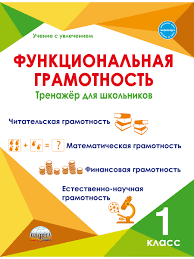 Учение с увлечением
ФУНКЦИОНАЛЬНАЯ
ГРАМОТНОСТЬ
Тренажёр для школьников
Читательская грамотность
Математическая грамотность
Финансовая грамотность
Естественно-научная
грамотность
1
класс